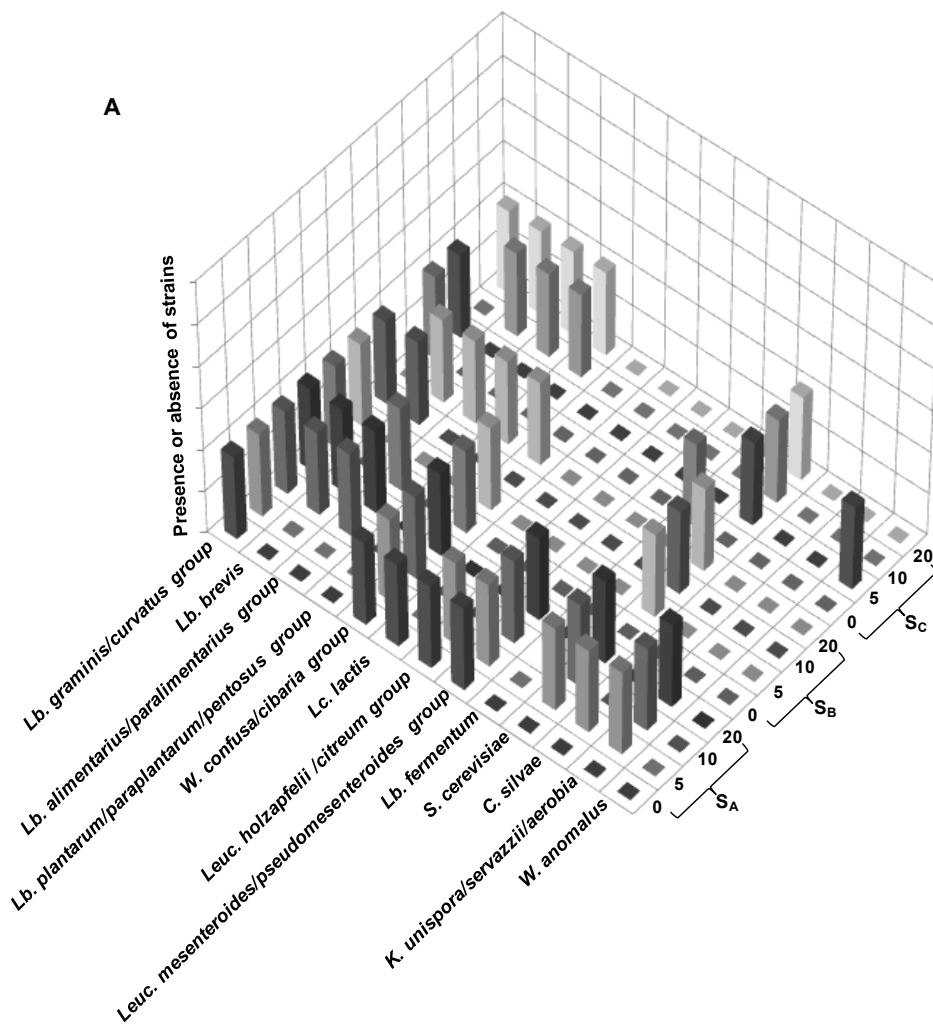 A
Presence or absence of strains
Lb. graminis/curvatus group
Lb. brevis
Lb. alimentarius/paralimentarius group
Lb. plantarum/paraplantarum/pentosus group
W. confusa/cibaria group
Lc. lactis
Leuc. holzapfelii /citreum group
Leuc. mesenteroides/pseudomesenteroides group
Lb. fermentum
S. cerevisiae
C. silvae
K. unispora/servazzii/aerobia
W. anomalus
0
5
10
20
SA
0
5
10
20
SB
0
5
10
20
SC